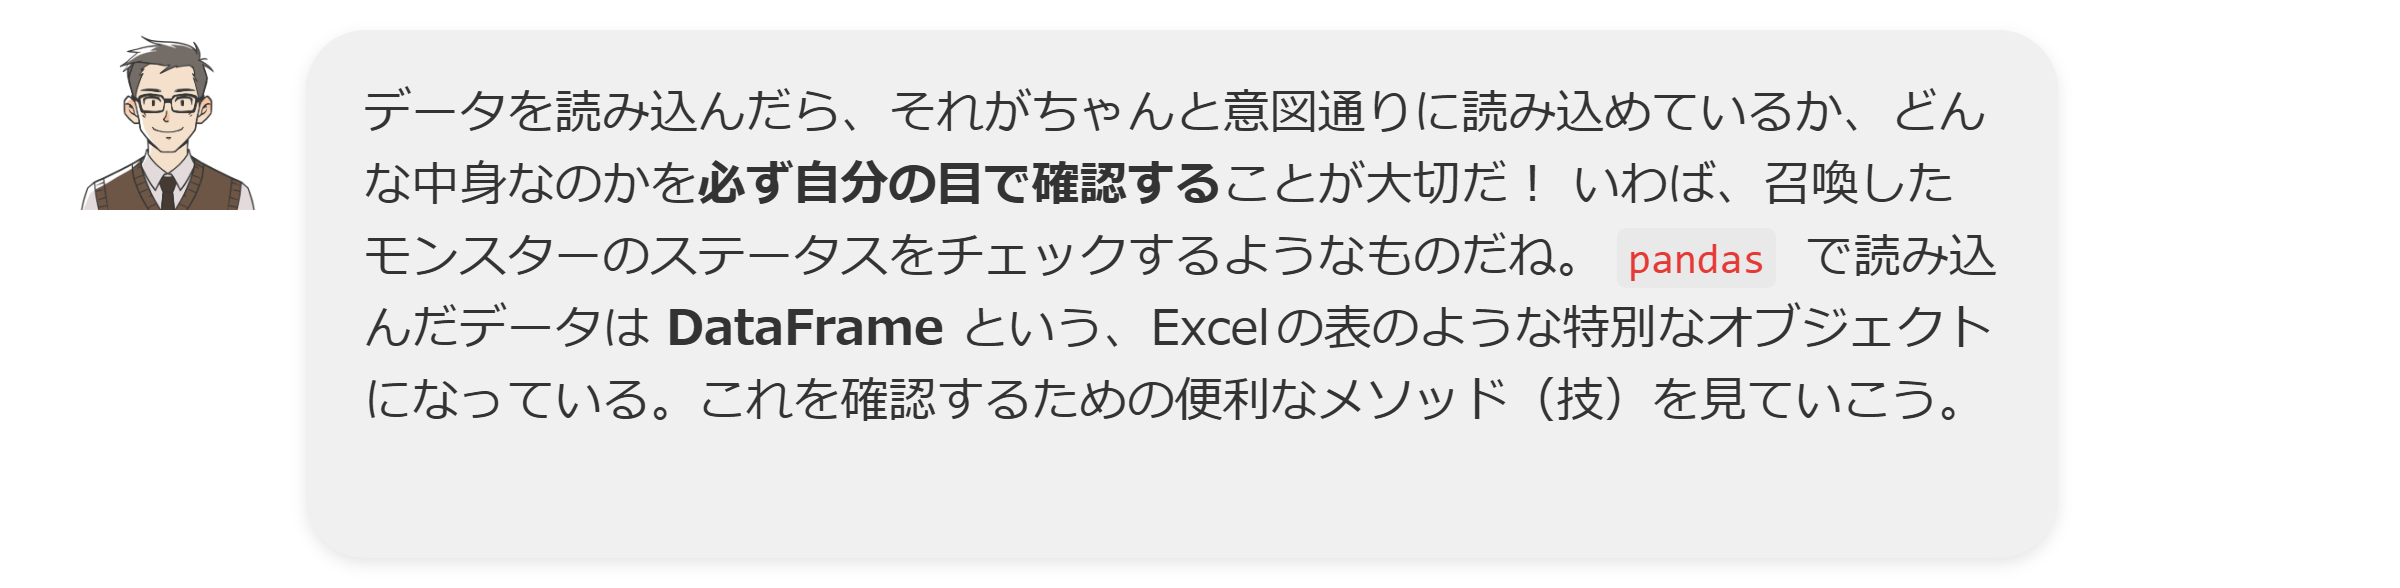 データを読み込んだら、それがちゃんと意図通りに読み込めているか、どん
な中身なのかを必ず自分の目で確認することが大切だ！ いわば、召喚した
モンスターのステータスをチェックするようなものだね。 pandas で読み込
んだデータは DataFrame という、Excelの表のような特別なオブジェクト
になっている。これを確認するための便利なメソッド（技）を見ていこう。